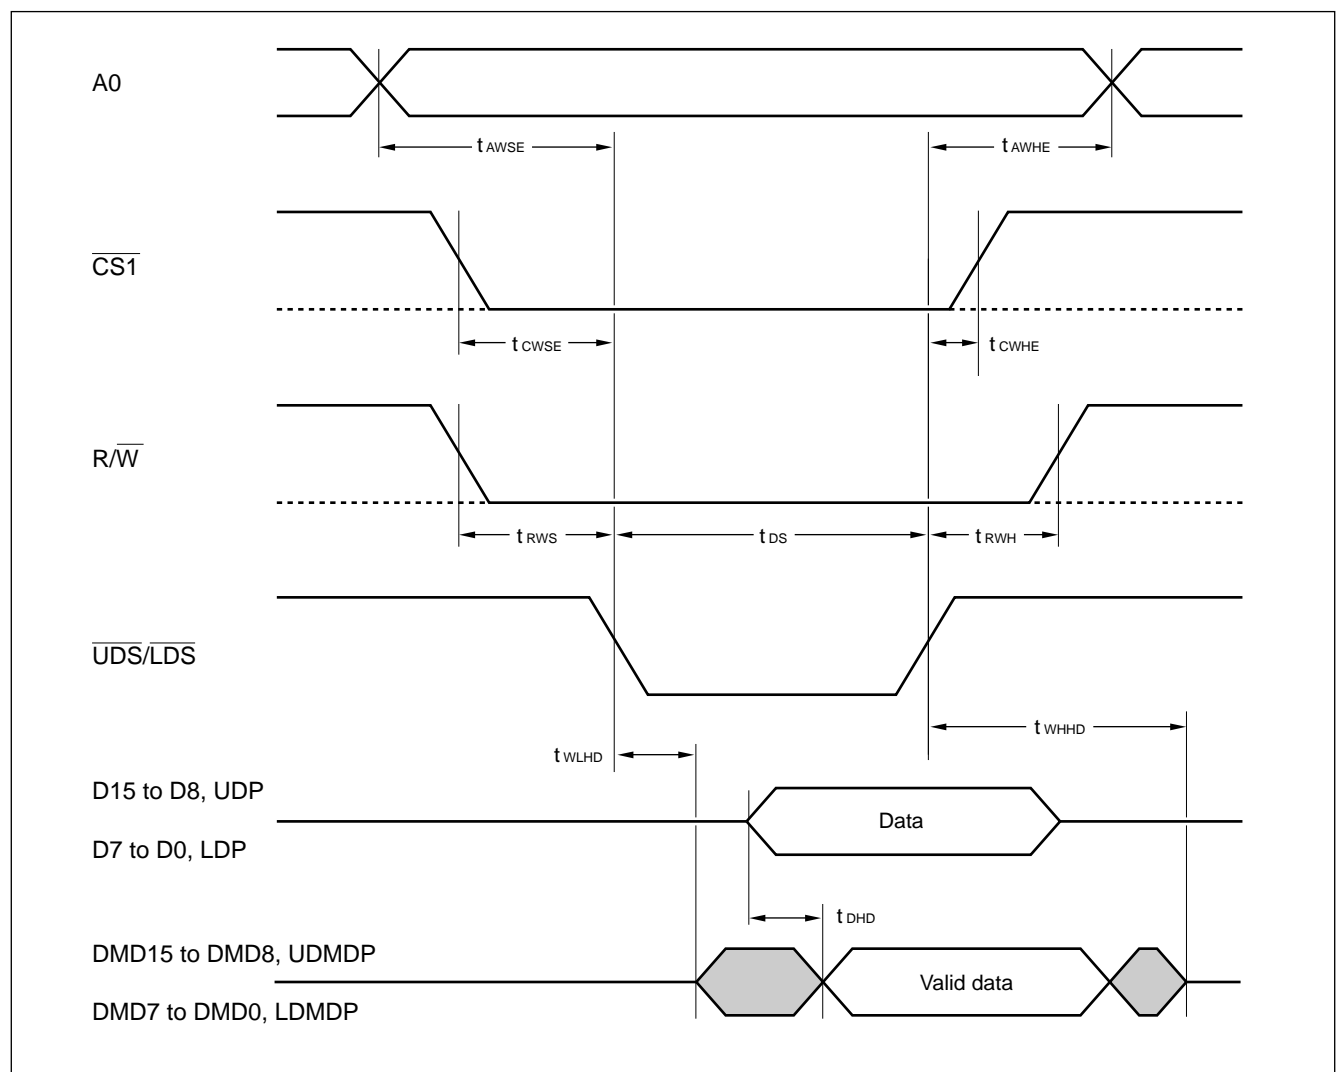 A0
t AWSE
t AWHE
CS1
t CWSE
t CWHE
R/W
t RWS
t DS
t RWH
UDS/LDS
t WHHD
t WLHD
D15 to D8, UDP
Data
D7 to D0, LDP
t DHD
DMD15 to DMD8, UDMDP
Valid data
DMD7 to DMD0, LDMDP